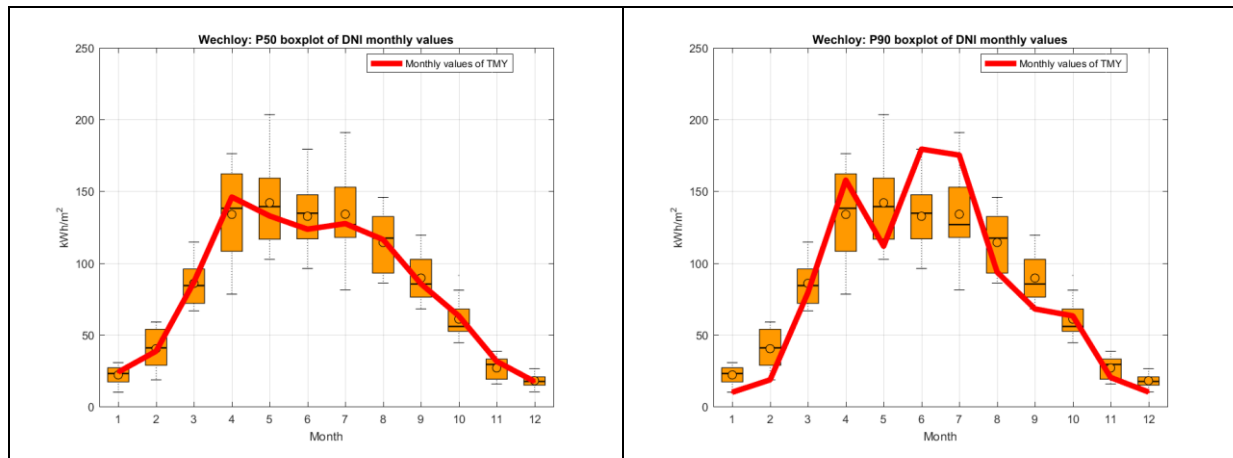 Wechloy: P50 boxplot of DNI monthly values
Monthly values of TMY
250
200
150
100
50
0
kWh/m²
1 2 3 4 5 6 7 8 9 10 11 12
Month
Wechloy: P90 boxplot of DNI monthly values
Monthly values of TMY
250
200
150
100
50
0
kWh/m²
1 2 3 4 5 6 7 8 9 10 11 12
Month